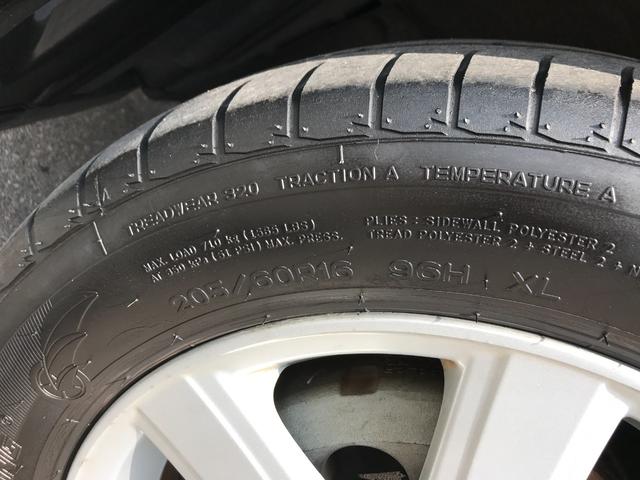 TREADWEAR 320 TRACTION A TEMPERATURE A
MAX. LOAD 710 kg (1565 LBS)
AT 350 kPa (51 PSI) MAX. PRESS.
PLIES : SIDEWALL POLYESTER 2
TREAD POLYESTER 2 + STEEL 2 +
205/60R16 96H XL